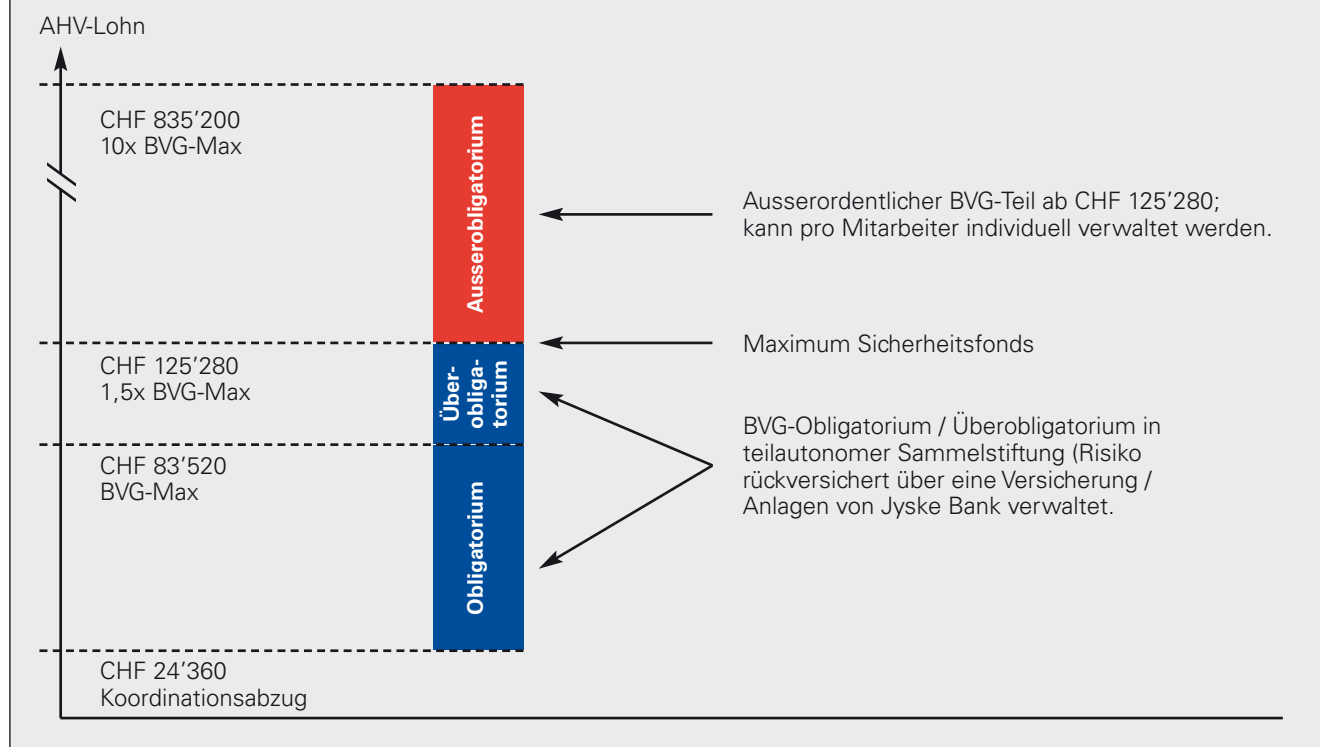 AHV-Lohn
CHF 835’200
10x BVG-Max
Ausserobligatorium
Ausserordentlicher BVG-Teil ab CHF 125’280;
kann pro Mitarbeiter individuell verwaltet werden.
Maximum Sicherheitsfonds
CHF 125’280
1,5x BVG-Max
Über-
obliga-
torium
BVG-Obligatorium / Überobligatorium in
teilautonomer Sammelstiftung (Risiko
rückversichert über eine Versicherung /
Anlagen von Jyske Bank verwaltet.
CHF 83’520
BVG-Max
Obligatorium
CHF 24’360
Koordinationsabzug